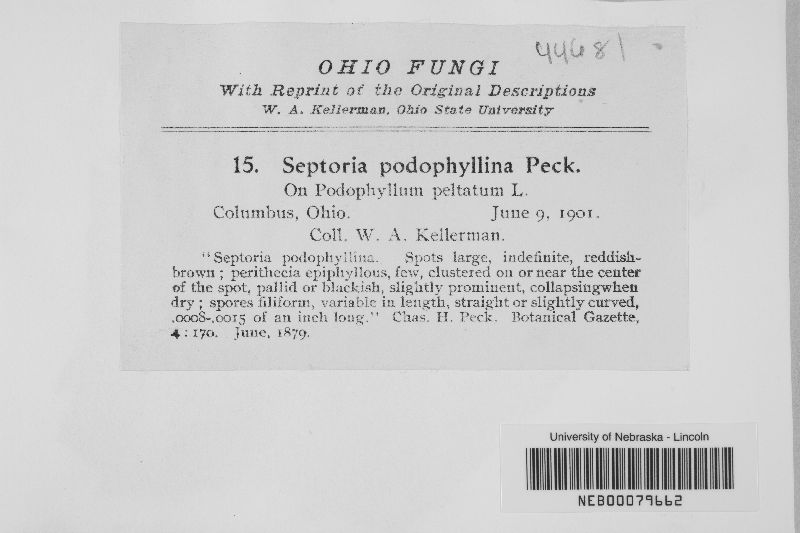 44681
OHIO FUNGI
With Reprint of the Original Descriptions
W. A. Kellerman, Ohio State University
15. Septoria podophyllina Peck.
On Podophyllum peltatum L.
Columbus, Ohio. June 9, 1901.
Coll. W. A. Kellerman.
"Septoria podophyllina. Spots large, indefinite, reddish-
brown; perithecia epiphyllous, few, clustered on or near the center
of the spot, pallid or blackish, slightly prominent, collapsingwhen
dry; spores filiform, variable in length, straight or slightly curved,
.0008-.0015 of an inch long." Chas. H. Peck. Botanical Gazette,
4: 170. June, 1879.
University of Nebraska - Lincoln
NEB00079662